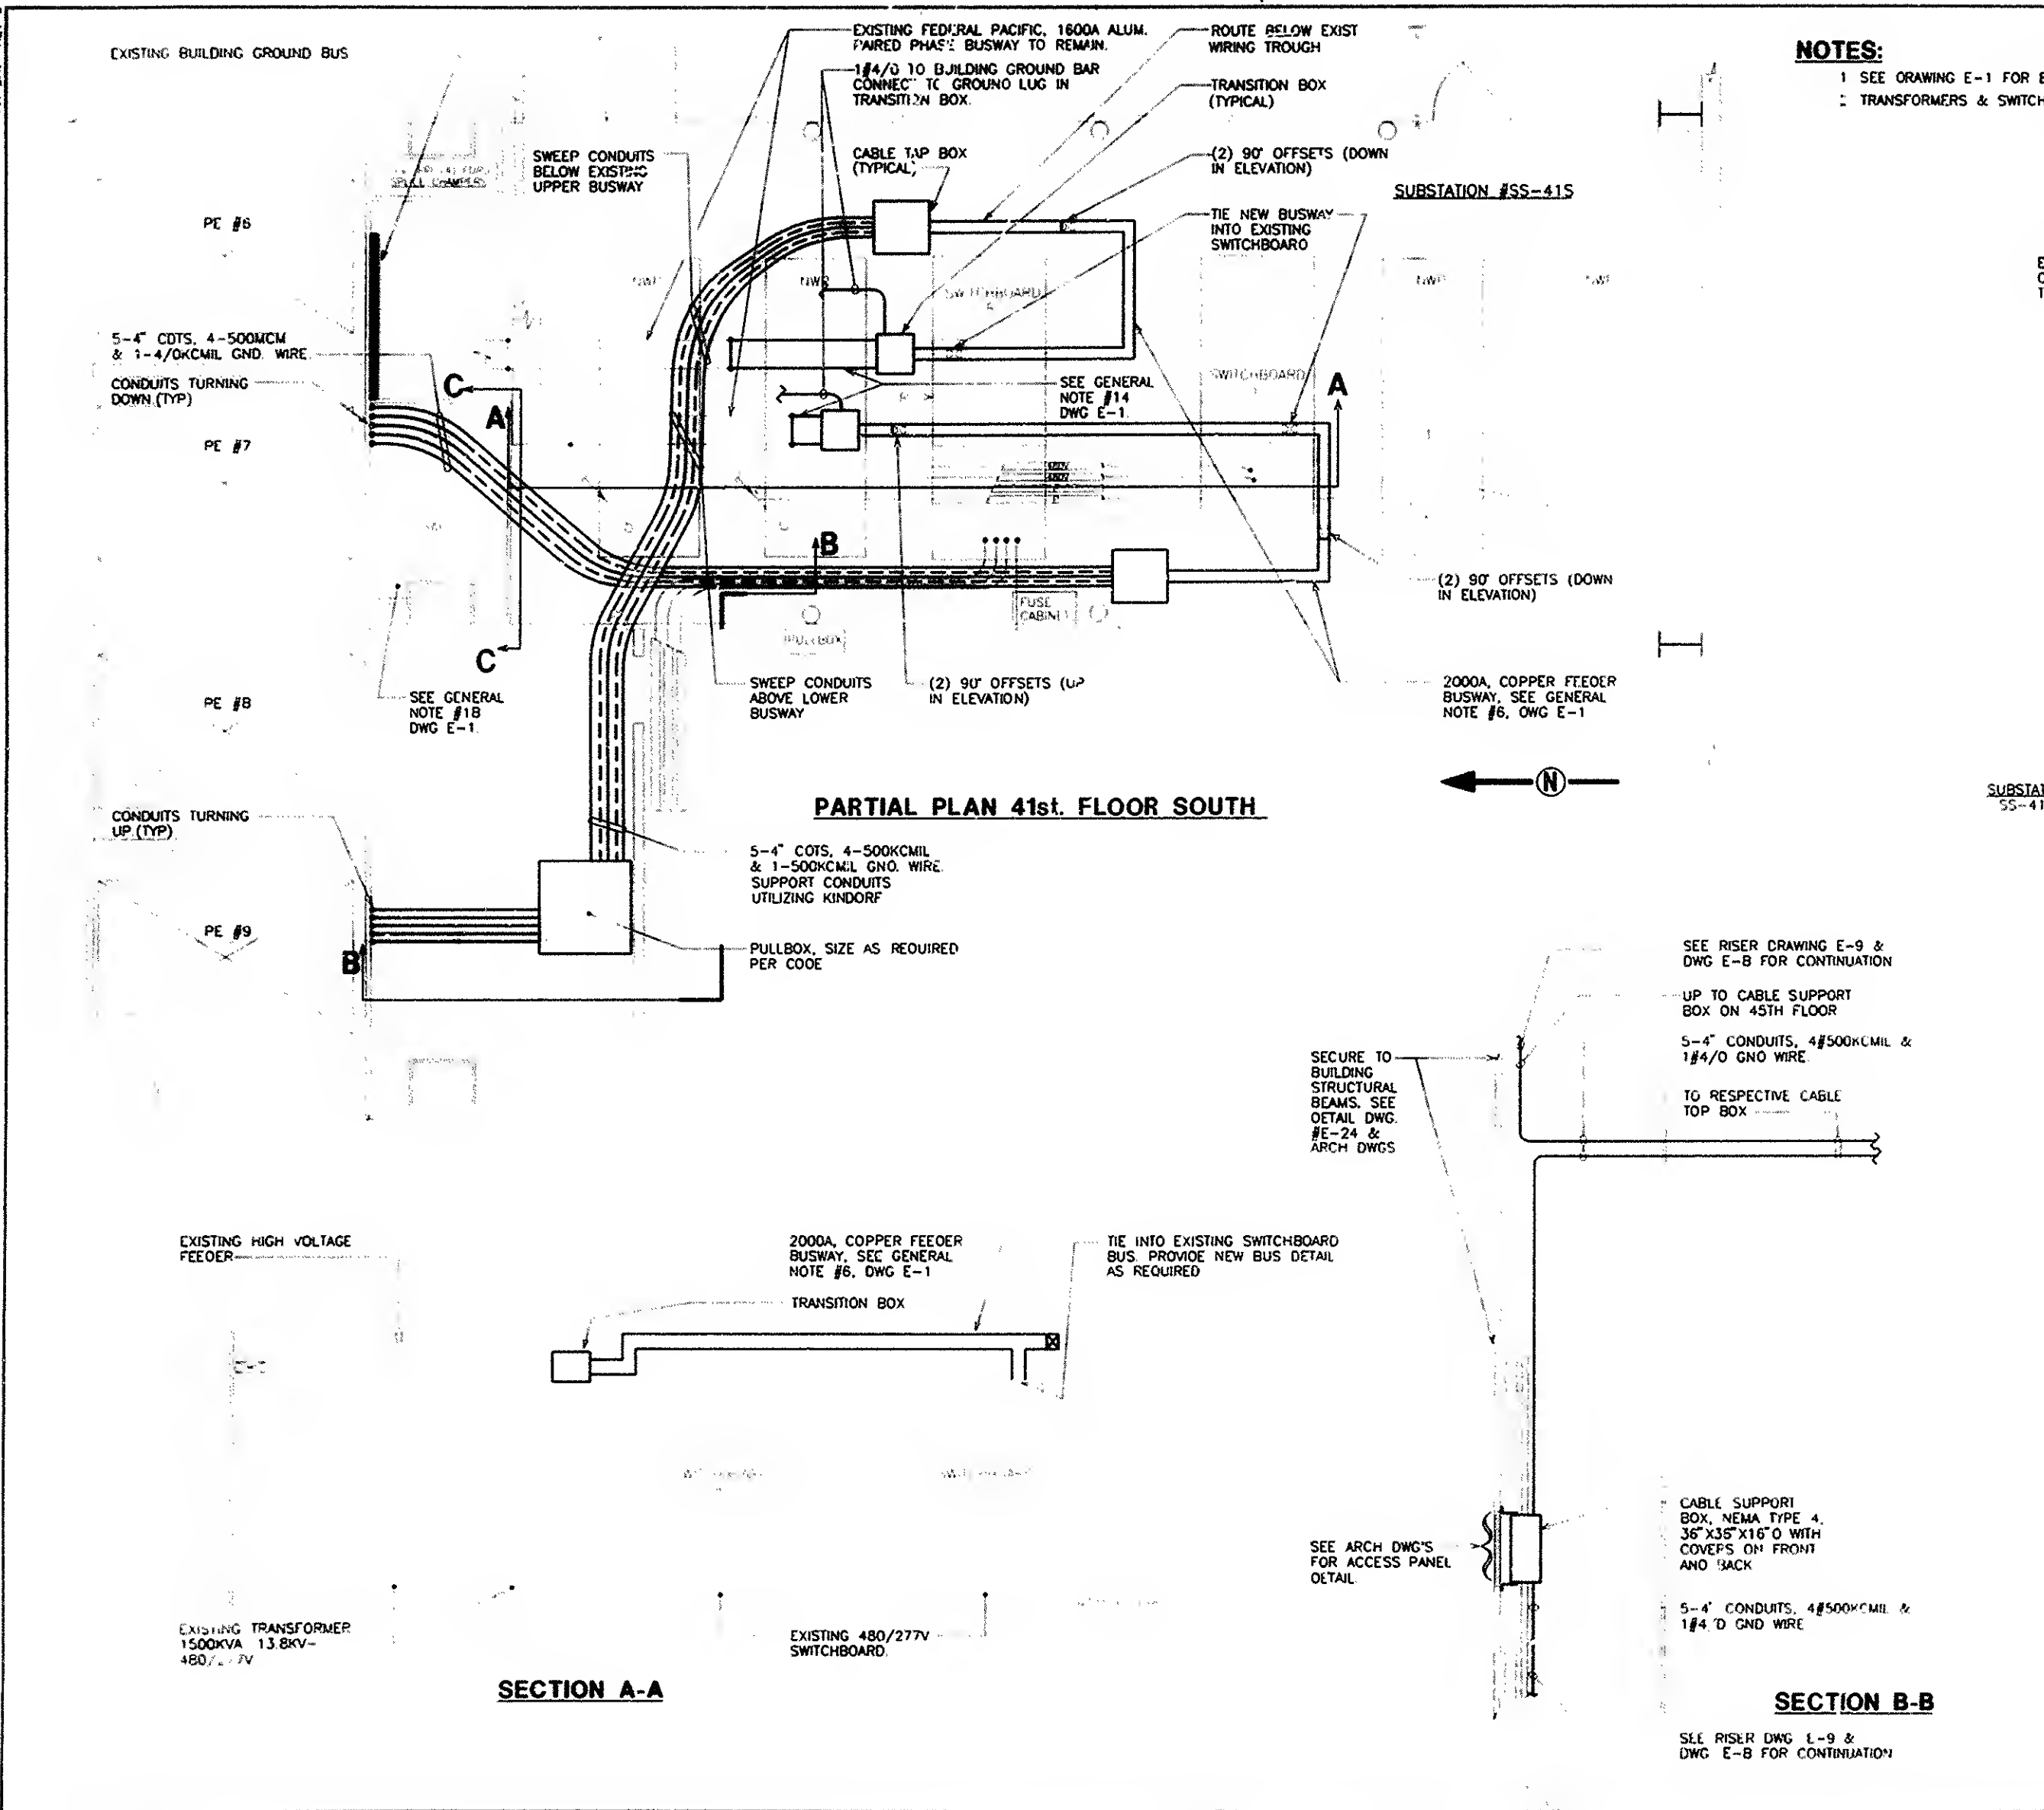 EXISTING BUILDING GROUND BUS
EXISTING FEDERAL PACIFIC, 1600A ALUM.
PAIRED PHASE BUSWAY TO REMAIN.
1#4/0 TO BUILDING GROUND BAR
CONNECT TO GROUND LUG IN
TRANSITION BOX.
ROUTE BELOW EXIST
WIRING TROUGH
TRANSITION BOX
(TYPICAL)
NOTES:
1 SEE DRAWING E-1 FOR
TRANSFORMERS & SWITCH
SWEEP CONDUITS
BELOW EXISTING
UPPER BUSWAY
CABLE TAP BOX
(TYPICAL)
(2) 90° OFFSETS (DOWN
IN ELEVATION)
SUBSTATION #SS-41S
TIE NEW BUSWAY
INTO EXISTING
SWITCHBOARD
PE #6
SWITCHBOARD
5-4" CDTS, 4-500MCM
& 1-4/0KCMIL GND. WIRE.
CONDUITS TURNING
DOWN (TYP)
C
A
SEE GENERAL
NOTE #14
DWG E-1.
SWITCHBOARD
A
PE #7
B
FUSE
PULLBOX
(2) 90° OFFSETS (DOWN
IN ELEVATION)
C
SEE GENERAL
NOTE #18
DWG E-1.
PE #8
SWEEP CONDUITS
ABOVE LOWER
BUSWAY
(2) 90° OFFSETS (UP
IN ELEVATION)
2000A, COPPER FEEDER
BUSWAY, SEE GENERAL
NOTE #6, DWG E-1
N
PARTIAL PLAN 41st. FLOOR SOUTH
SS-41
CONDUITS TURNING
UP (TYP)
5-4" CDTS, 4-500KCMIL
& 1-500KCMIL GND. WIRE.
SUPPORT CONDUITS
UTILIZING KINDORF
PE #9
B
PULLBOX, SIZE AS REQUIRED
PER CODE
SEE RISER DRAWING E-9 &
DWG E-8 FOR CONTINUATION
UP TO CABLE SUPPORT
BOX ON 45TH FLOOR
5-4" CONDUITS, 4#500KCMIL &
1#4/0 GND WIRE.
TO RESPECTIVE CABLE
TOP BOX
SECURE TO
BUILDING
STRUCTURAL
BEAMS, SEE
DETAIL DWG.
#E-24 &
ARCH DWGS
EXISTING HIGH VOLTAGE
FEEDER
2000A, COPPER FEEDER
BUSWAY, SEE GENERAL
NOTE #6, DWG E-1
TRANSITION BOX
TIE INTO EXISTING SWITCHBOARD
BUS. PROVIDE NEW BUS DETAIL
AS REQUIRED
CABLE SUPPORT
BOX, NEMA TYPE 4,
36"X36"X16"D WITH
COVERS ON FRONT
AND BACK
SEE ARCH DWG'S
FOR ACCESS PANEL
DETAIL
5-4" CONDUITS, 4#500KCMIL &
1#4/0 GND WIRE
EXISTING TRANSFORMER
1500KVA 13.8KV-
EXISTING 480/277V
SWITCHBOARD.
SECTION A-A
SECTION B-B
SEE RISER DWG E-9 &
DWG E-8 FOR CONTINUATION